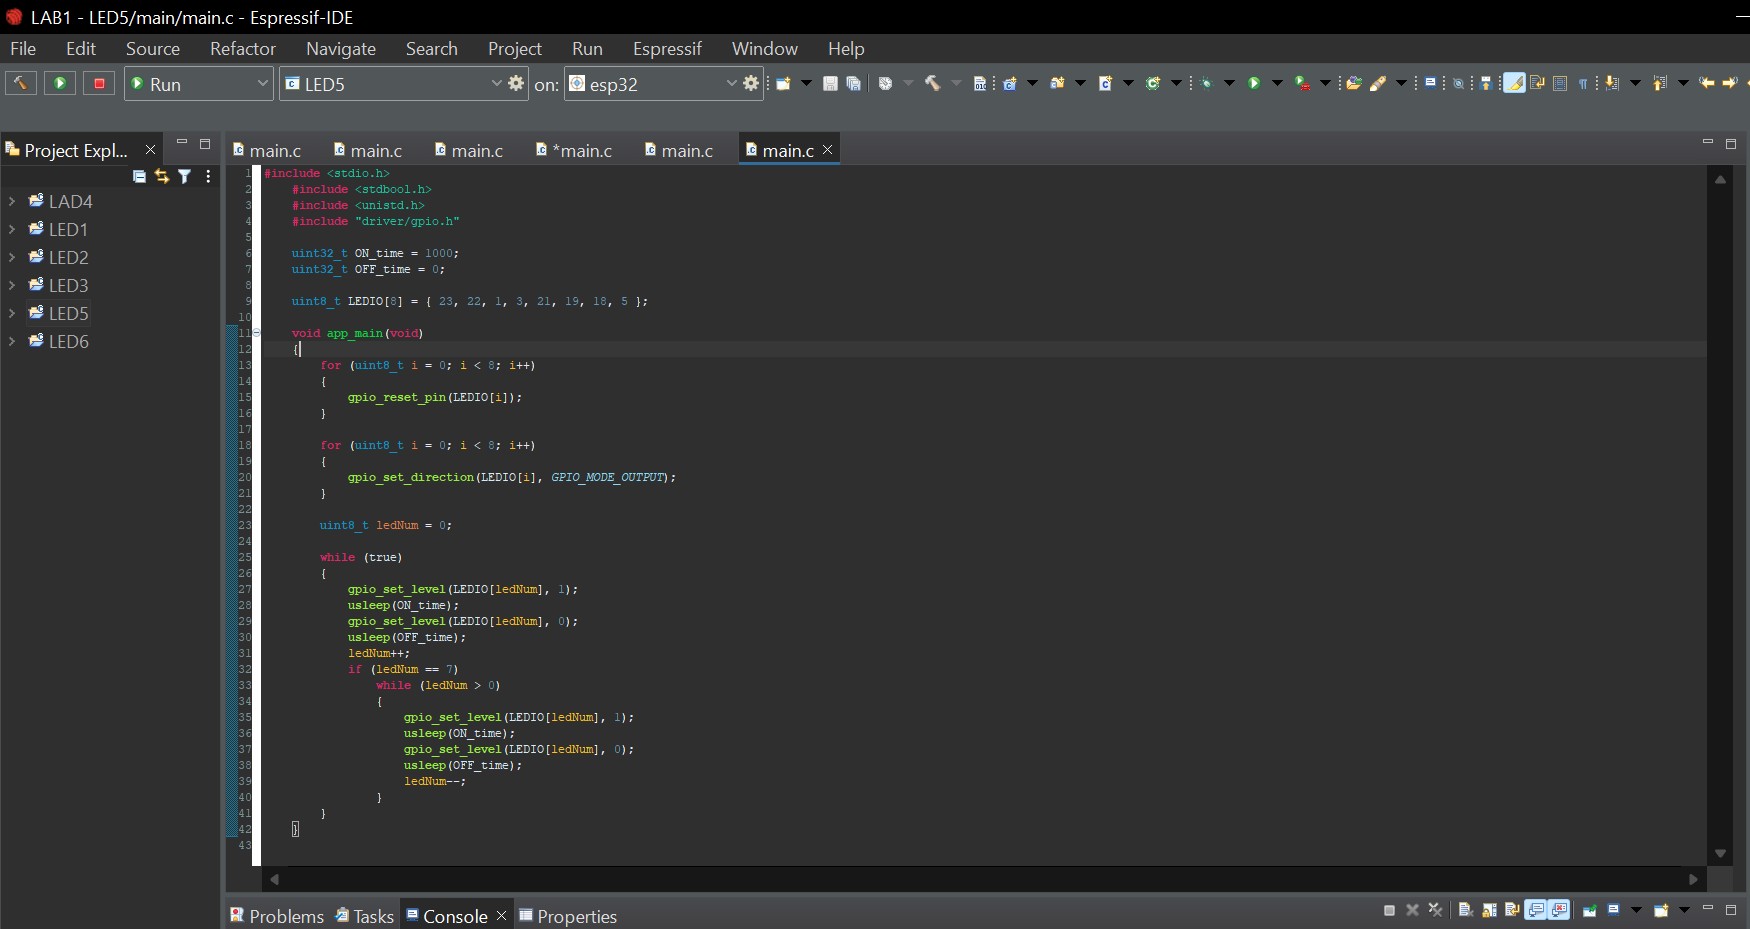 LAB1 - LED5/main/main.c - Espressif-IDE
File Edit Source Refactor Navigate Search Project Run Espressif Window Help
Run LED5 on: esp32
Project Expl...
main.c main.c main.c *main.c main.c main.c
LAD4
LED1
LED2
LED3
LED5
LED6
1 #include <stdio.h>
2 #include <stdbool.h>
3 #include <unistd.h>
4 #include "driver/gpio.h"
5
6 uint32_t ON_time = 1000;
7 uint32_t OFF_time = 0;
8
9 uint8_t LEDIO[8] = { 23, 22, 1, 3, 21, 19, 18, 5 };
10
11 void app_main(void)
12 {
13 for (uint8_t i = 0; i < 8; i++)
14 {
15 gpio_reset_pin(LEDIO[i]);
16 }
17
18 for (uint8_t i = 0; i < 8; i++)
19 {
20 gpio_set_direction(LEDIO[i], GPIO_MODE_OUTPUT);
21 }
22
23 uint8_t ledNum = 0;
24
25 while (true)
26 {
27 gpio_set_level(LEDIO[ledNum], 1);
28 usleep(ON_time);
29 gpio_set_level(LEDIO[ledNum], 0);
30 usleep(OFF_time);
31 ledNum++;
32 if (ledNum == 7)
33 while (ledNum > 0)
34 {
35 gpio_set_level(LEDIO[ledNum], 1);
36 usleep(ON_time);
37 gpio_set_level(LEDIO[ledNum], 0);
38 usleep(OFF_time);
39 ledNum--;
40 }
41 }
42 }
43
Problems Tasks Console Properties